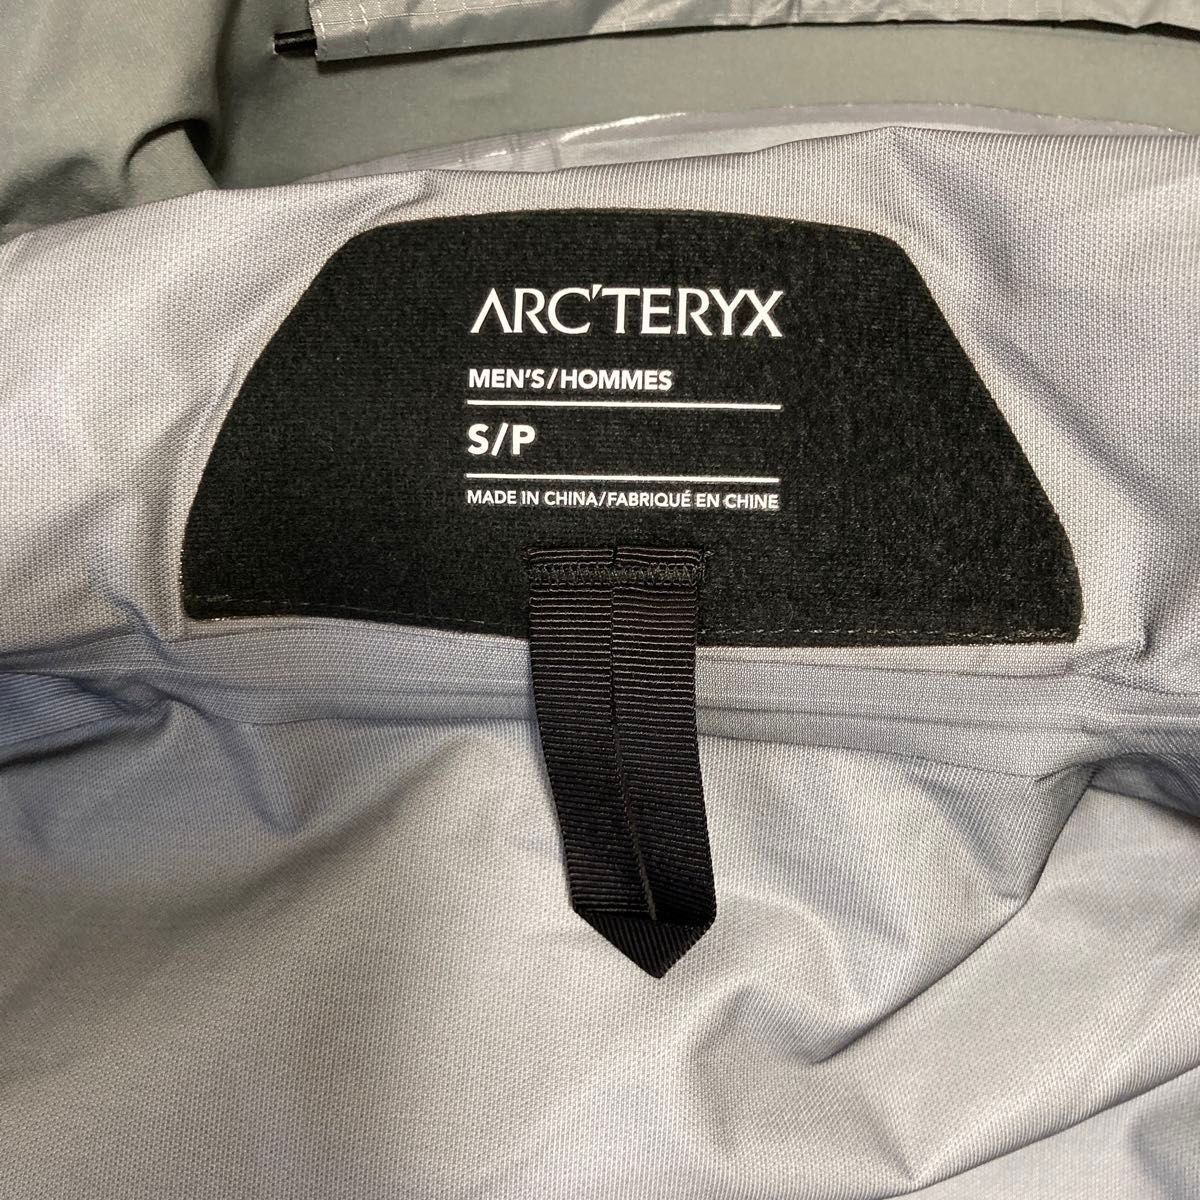 ARC'TERYX
MEN'S/HOMMES
S/P
MADE IN CHINA/FABRIQUÉ EN CHINE